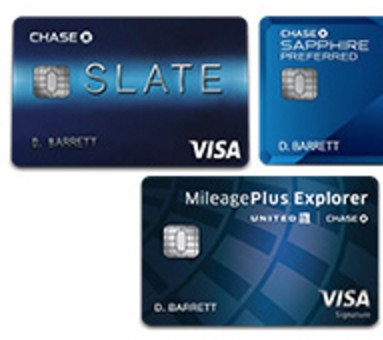 CHASE
SLATE
D. BARRETT
VISA
CHASE
SAPPHIRE
PREFERRED
D. BARRETT
MileagePlus Explorer
UNITED CHASE
D. BARRETT
VISA
Signature